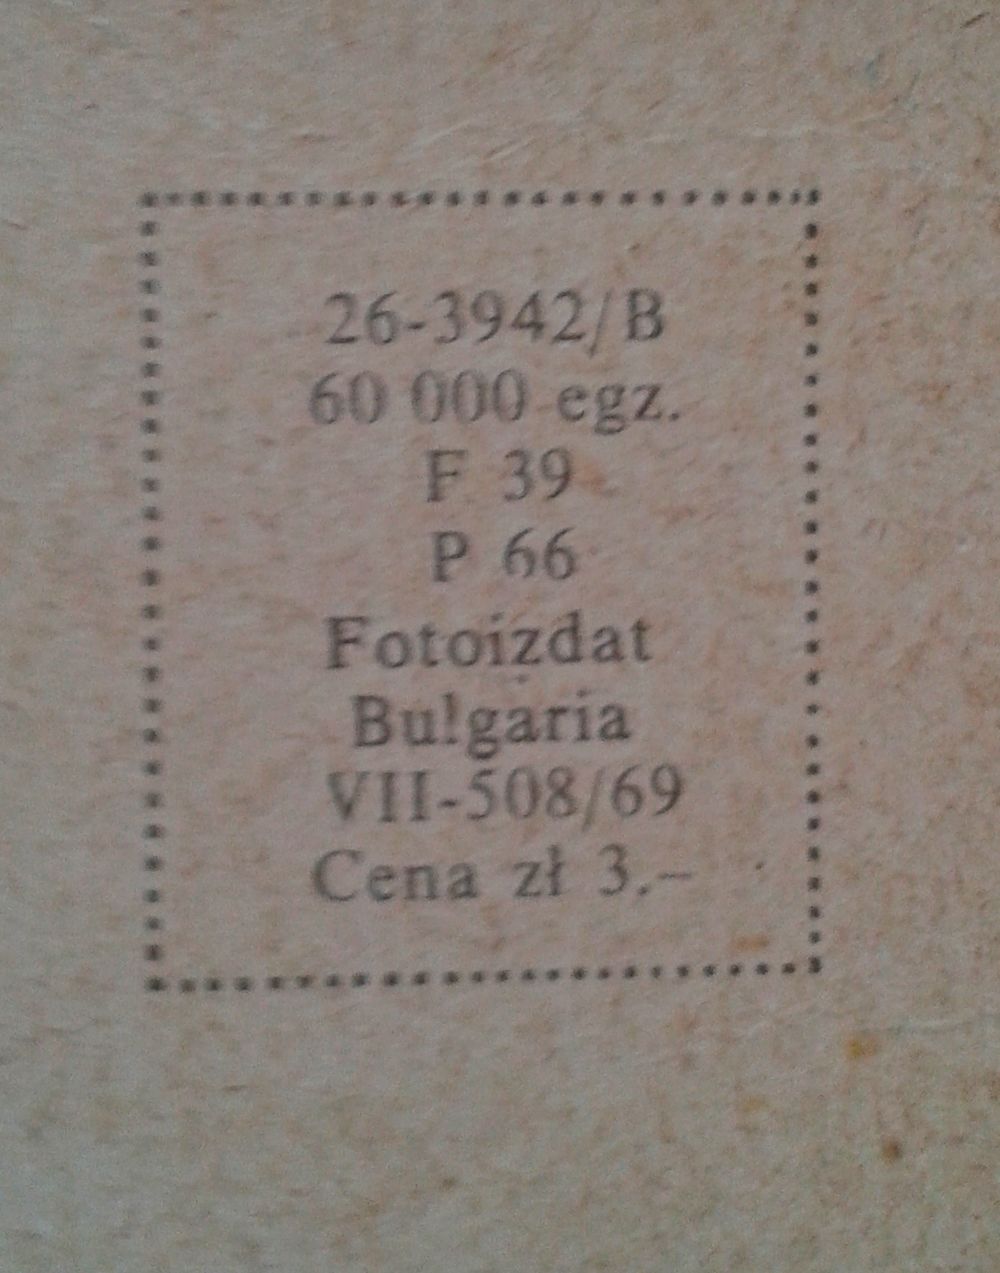 26-3942/B
60 000 egz.
F 39
P 66
Fotoizdat
Bulgaria
VII-508/69
Cena zł 3.–